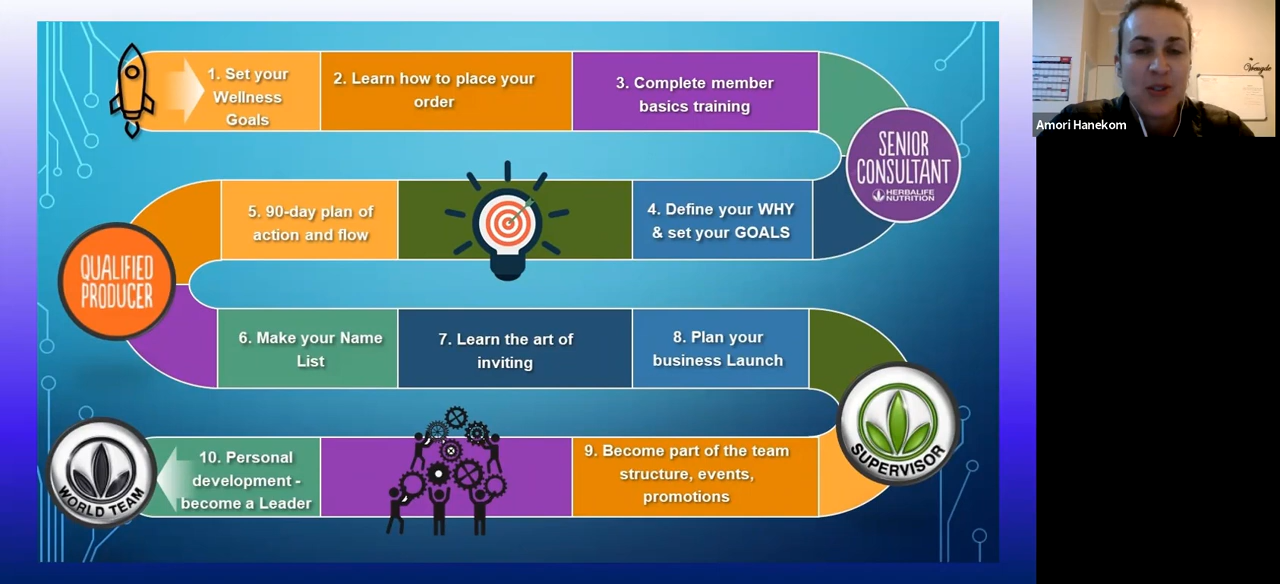 1. Set your
Wellness
Goals
2. Learn how to place your
order
3. Complete member
basics training
SENIOR
CONSULTANT
HERBALIFE
NUTRITION
4. Define your WHY
& set your GOALS
5. 90-day plan of
action and flow
QUALIFIED
PRODUCER
6. Make your Name
List
7. Learn the art of
inviting
8. Plan your
business Launch
SUPERVISOR
9. Become part of the team
structure, events,
promotions
10. Personal
development -
become a Leader
WORLD TEAM
Amori Hanekom